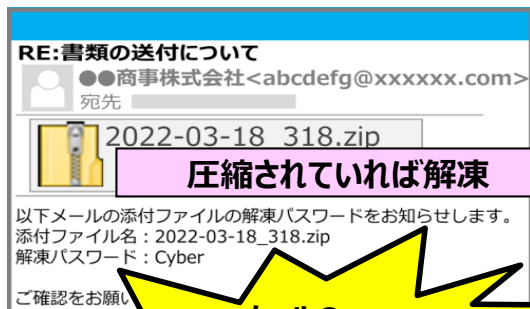 RE:書類の送付について
●●商事株式会社<abcdefg@xxxxxx.com>
宛先
2022-03-18_318.zip
圧縮されていれば解凍
以下メールの添付ファイルの解凍パスワードをお知らせします。
添付ファイル名：2022-03-18_318.zip
解凍パスワード：Cyber
ご確認をお願い